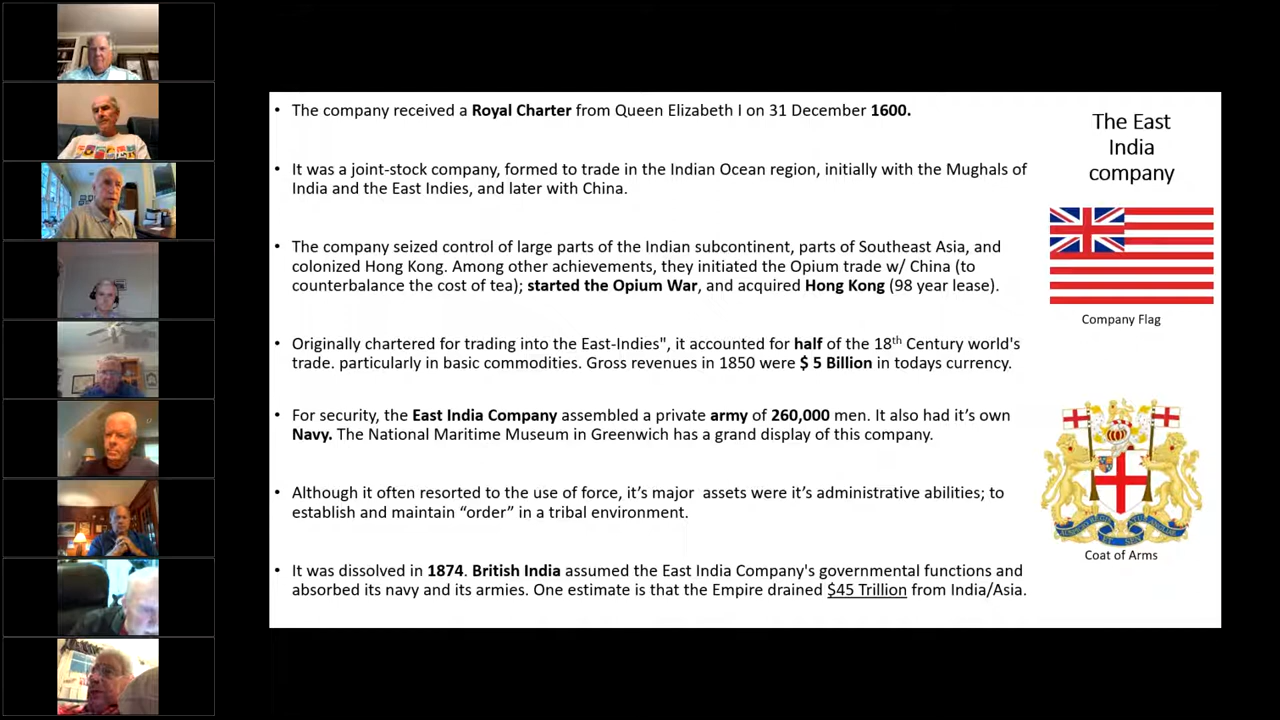 The company received a Royal Charter from Queen Elizabeth I on 31 December 1600.
It was a joint-stock company, formed to trade in the Indian Ocean region, initially with the Mughals of
India and the East Indies, and later with China.
The company seized control of large parts of the Indian subcontinent, parts of Southeast Asia, and
colonized Hong Kong. Among other achievements, they initiated the Opium trade w/ China (to
counterbalance the cost of tea); started the Opium War, and acquired Hong Kong (98 year lease).
Originally chartered for trading into the East-Indies", it accounted for half of the 18th Century world's
trade. particularly in basic commodities. Gross revenues in 1850 were $ 5 Billion in todays currency.
For security, the East India Company assembled a private army of 260,000 men. It also had it's own
Navy. The National Maritime Museum in Greenwich has a grand display of this company.
Although it often resorted to the use of force, it's major  assets were it's administrative abilities; to
establish and maintain “order” in a tribal environment.
It was dissolved in 1874. British India assumed the East India Company's governmental functions and
absorbed its navy and its armies. One estimate is that the Empire drained $45 Trillion from India/Asia.
The East
India
company
Company Flag
Coat of Arms